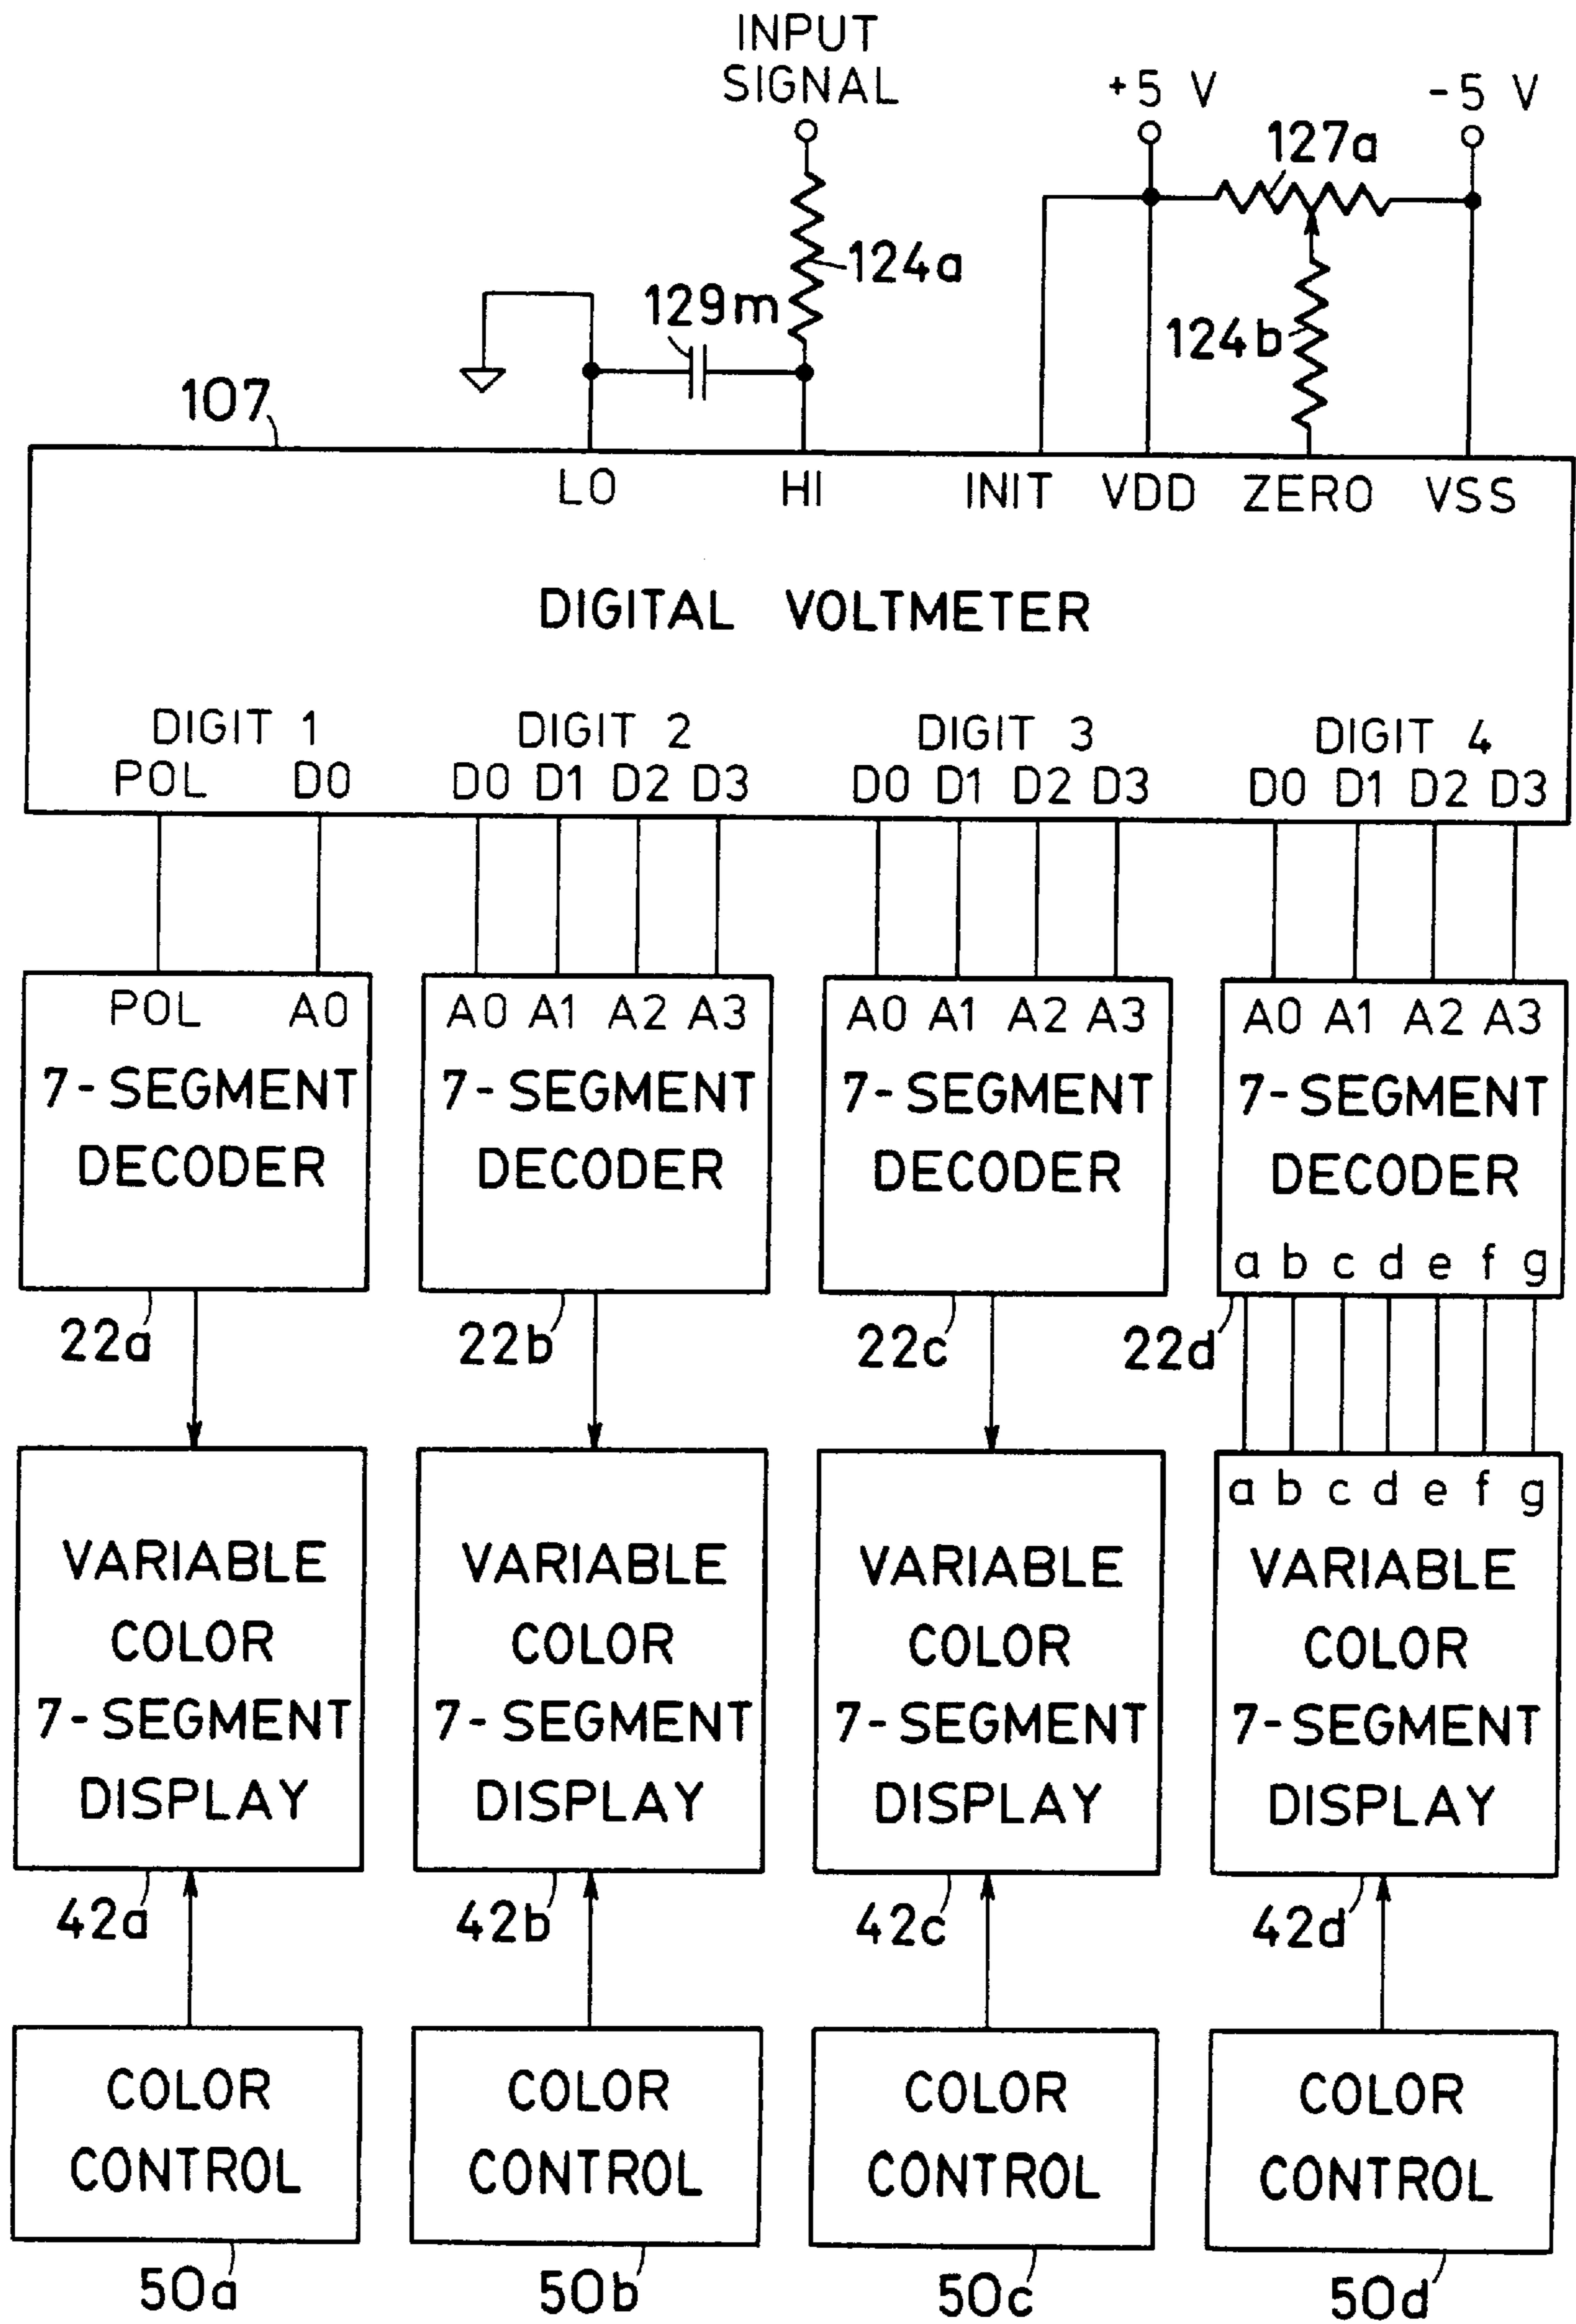 INPUT
SIGNAL
+5 V
-5 V
127a
124a
129m
124b
107
LO HI INIT VDD ZERO VSS
DIGITAL VOLTMETER
DIGIT 1 DIGIT 2 DIGIT 3 DIGIT 4
POL D0 D0 D1 D2 D3 D0 D1 D2 D3 D0 D1 D2 D3
POL A0
7-SEGMENT
DECODER
A0 A1 A2 A3
7-SEGMENT
DECODER
A0 A1 A2 A3
7-SEGMENT
DECODER
A0 A1 A2 A3
7-SEGMENT
DECODER
a b c d e f g
22a
22b
22c
22d
VARIABLE
COLOR
7-SEGMENT
DISPLAY
VARIABLE
COLOR
7-SEGMENT
DISPLAY
VARIABLE
COLOR
7-SEGMENT
DISPLAY
a b c d e f g
VARIABLE
COLOR
7-SEGMENT
DISPLAY
42a
42b
42c
42d
COLOR
CONTROL
COLOR
CONTROL
COLOR
CONTROL
COLOR
CONTROL
50a
50b
50c
50d